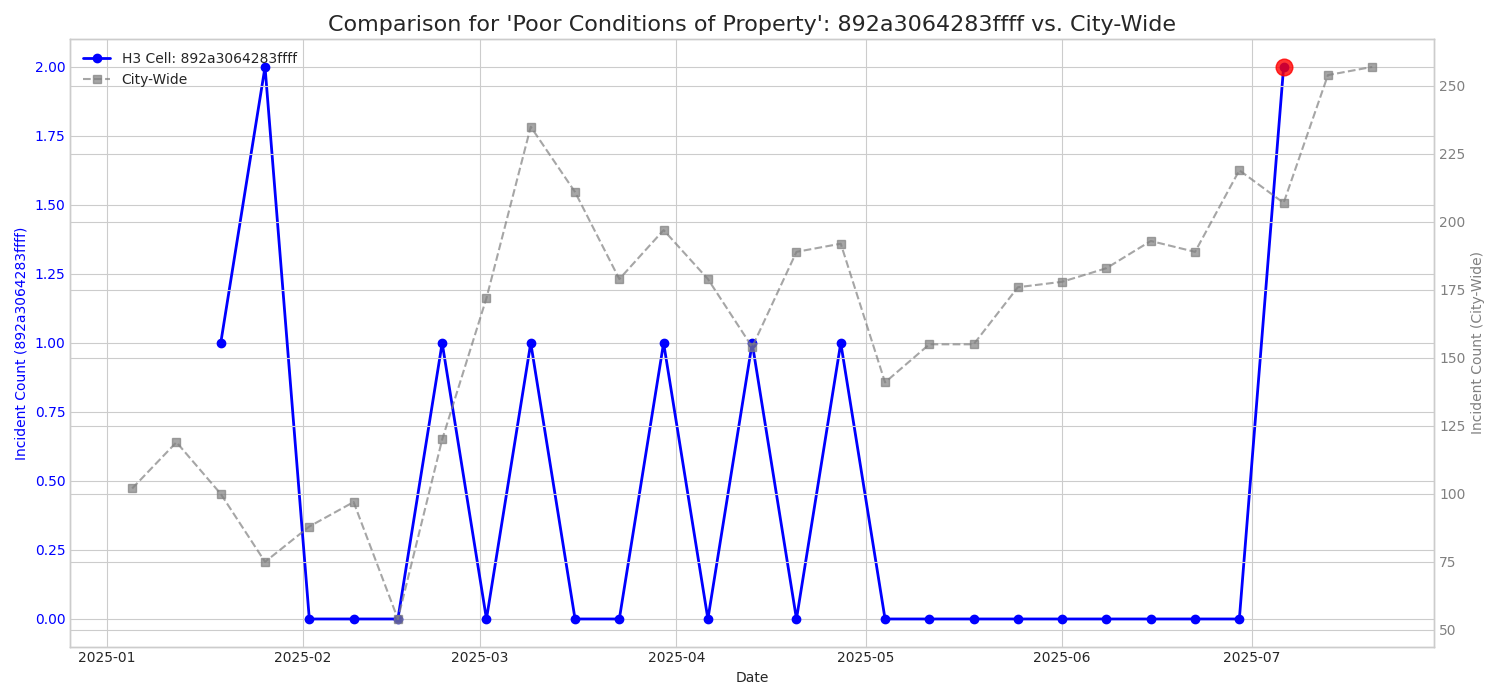 Comparison for 'Poor Conditions of Property': 892a3064283ffff vs. City-Wide
H3 Cell: 892a3064283ffff
City-Wide
Incident Count (892a3064283ffff)
2.00
1.75
1.50
1.25
1.00
0.75
0.50
0.25
0.00
250
225
200
175
150
125
100
75
50
Incident Count (City-Wide)
2025-01 2025-02 2025-03 2025-04 2025-05 2025-06 2025-07
Date